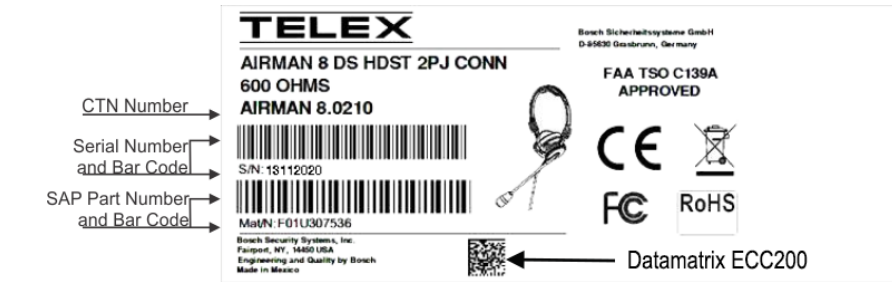 TELEX
Bosch Sicherheitssysteme GmbH
D-85630 Grasbrunn, Germany
AIRMAN 8 DS HDST 2PJ CONN
600 OHMS
AIRMAN 8.0210
FAA TSO C139A
APPROVED
CTN Number
Serial Number
and Bar Code
S/N: 13112020
SAP Part Number
and Bar Code
Mat/N: F01U307536
CE
FC
RoHS
Bosch Security Systems, Inc.
Fairport, NY, 14450 USA
Engineering and Quality by Bosch
Made in Mexico
Datamatrix ECC200